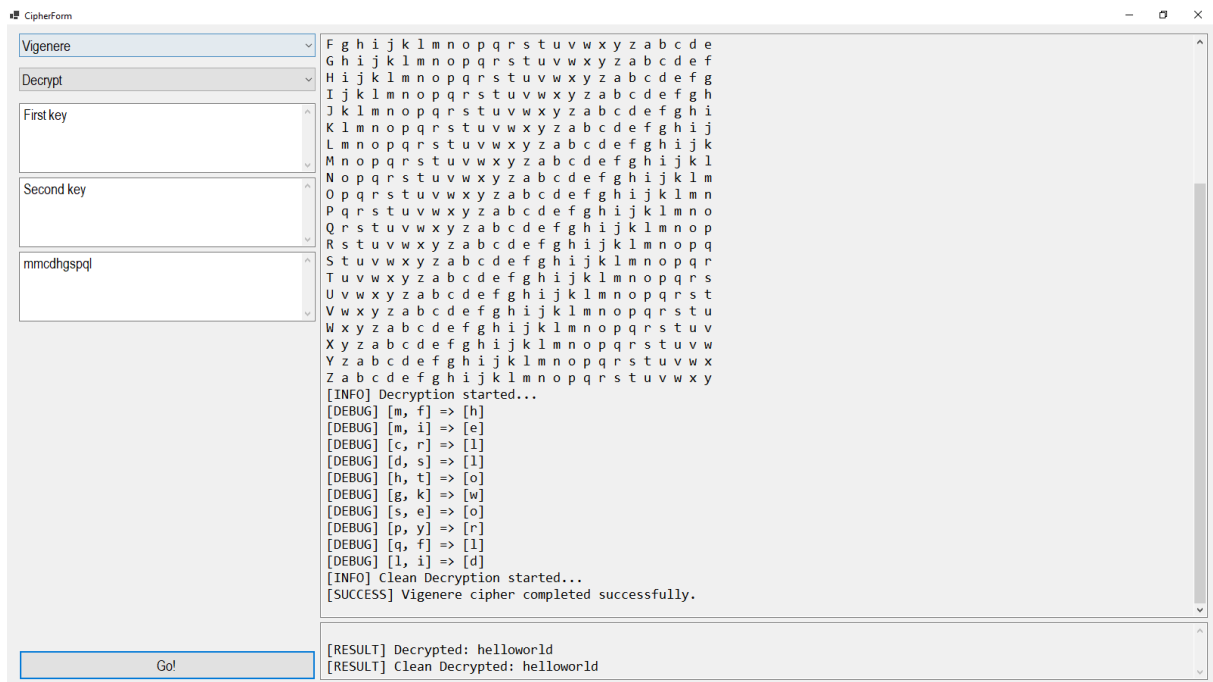 CipherForm
Vigenere
Decrypt
First key
Second key
mmcdhgspql
Go!
F g h i j k l m n o p q r s t u v w x y z a b c d e
G h i j k l m n o p q r s t u v w x y z a b c d e f
H i j k l m n o p q r s t u v w x y z a b c d e f g
I j k l m n o p q r s t u v w x y z a b c d e f g h
J k l m n o p q r s t u v w x y z a b c d e f g h i
K l m n o p q r s t u v w x y z a b c d e f g h i j
L m n o p q r s t u v w x y z a b c d e f g h i j k
M n o p q r s t u v w x y z a b c d e f g h i j k l
N o p q r s t u v w x y z a b c d e f g h i j k l m
O p q r s t u v w x y z a b c d e f g h i j k l m n
P q r s t u v w x y z a b c d e f g h i j k l m n o
Q r s t u v w x y z a b c d e f g h i j k l m n o p
R s t u v w x y z a b c d e f g h i j k l m n o p q
S t u v w x y z a b c d e f g h i j k l m n o p q r
T u v w x y z a b c d e f g h i j k l m n o p q r s
U v w x y z a b c d e f g h i j k l m n o p q r s t
V w x y z a b c d e f g h i j k l m n o p q r s t u
W x y z a b c d e f g h i j k l m n o p q r s t u v
X y z a b c d e f g h i j k l m n o p q r s t u v w
Y z a b c d e f g h i j k l m n o p q r s t u v w x
Z a b c d e f g h i j k l m n o p q r s t u v w x y
[INFO] Decryption started...
[DEBUG] [m, f] => [h]
[DEBUG] [m, i] => [e]
[DEBUG] [c, r] => [l]
[DEBUG] [d, s] => [l]
[DEBUG] [h, t] => [o]
[DEBUG] [g, k] => [w]
[DEBUG] [s, e] => [o]
[DEBUG] [p, y] => [r]
[DEBUG] [q, f] => [l]
[DEBUG] [l, i] => [d]
[INFO] Clean Decryption started...
[SUCCESS] Vigenere cipher completed successfully.
[RESULT] Decrypted: helloworld
[RESULT] Clean Decrypted: helloworld